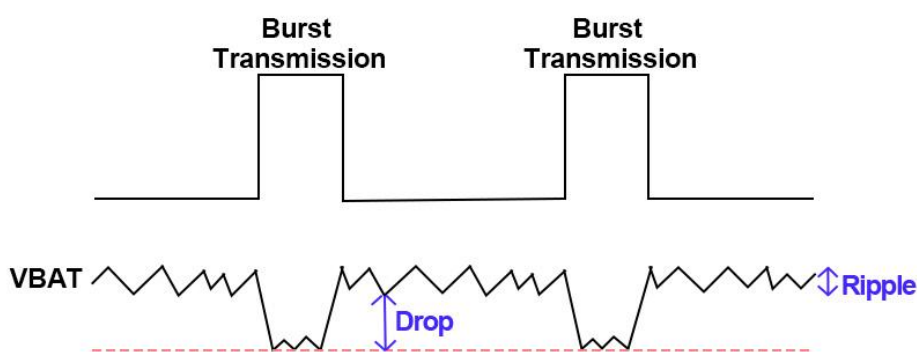 Burst
Transmission
Burst
Transmission
VBAT
Ripple
Drop